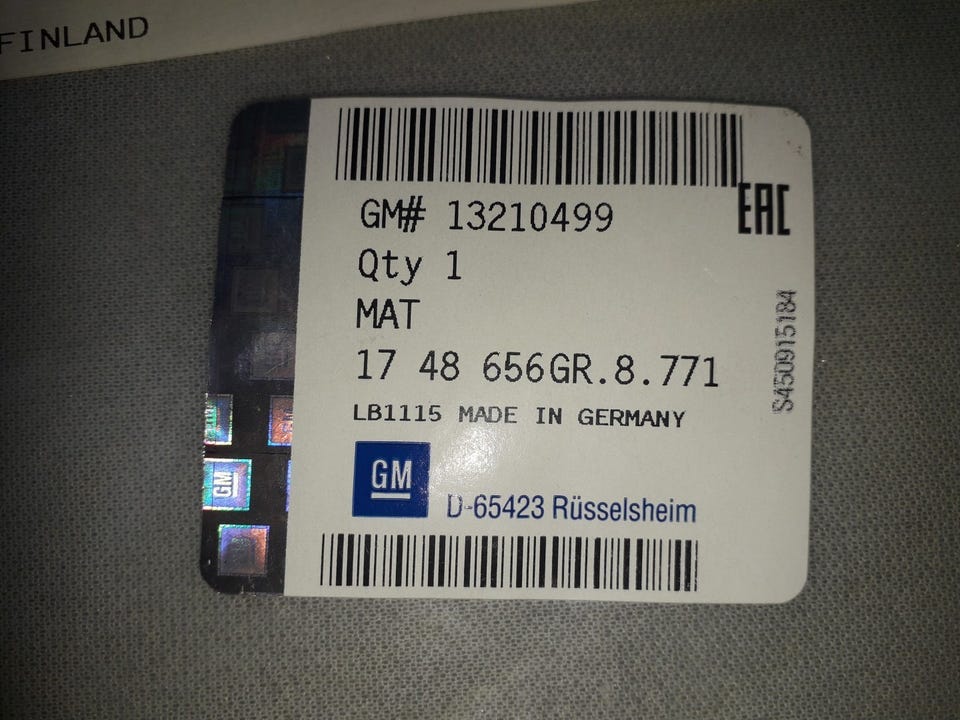 FINLAND
EAC
GM# 13210499
Qty 1
MAT
17 48 656GR.8.771
LB1115 MADE IN GERMANY
S450915184
GM
GM
D-65423 Rüsselsheim